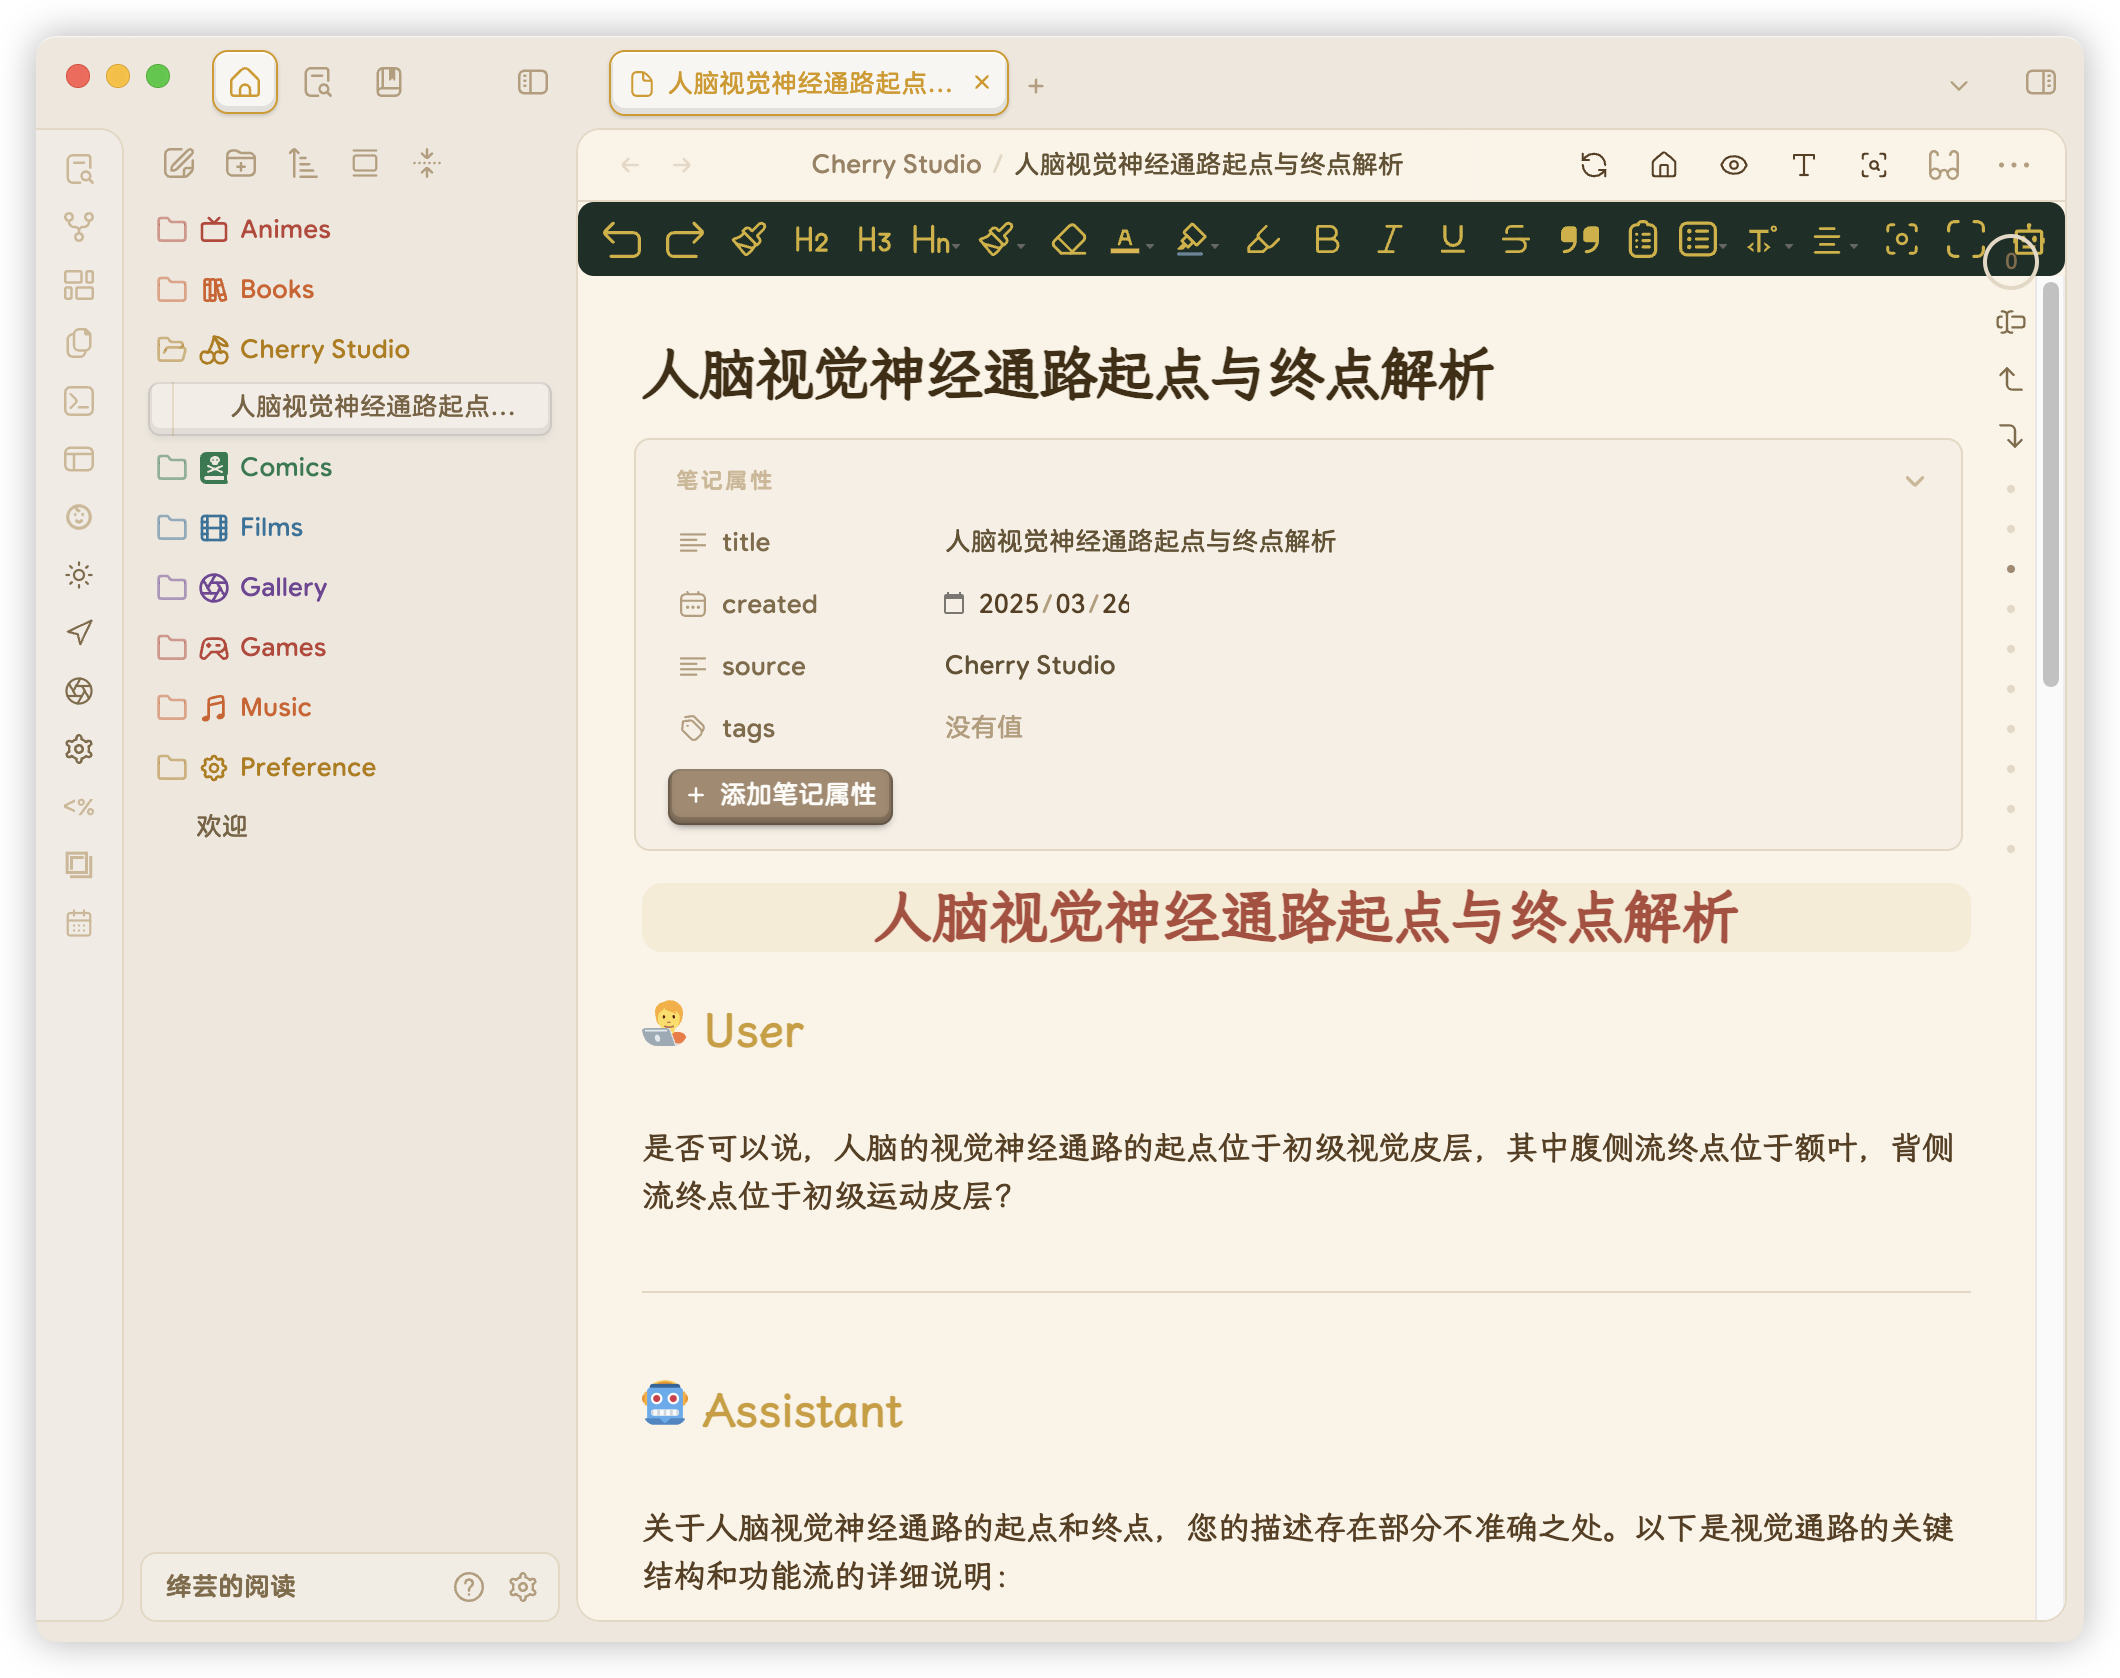 人脑视觉神经通路起点...
Cherry Studio / 人脑视觉神经通路起点与终点解析
H2 H3 Hn A B I U S T
0
Animes
Books
Cherry Studio
人脑视觉神经通路起点...
Comics
Films
Gallery
Games
Music
Preference
欢迎
<%
绛芸的阅读
人脑视觉神经通路起点与终点解析
笔记属性
title 人脑视觉神经通路起点与终点解析
created 2025/03/26
source Cherry Studio
tags 没有值
+ 添加笔记属性
人脑视觉神经通路起点与终点解析
User
是否可以说，人脑的视觉神经通路的起点位于初级视觉皮层，其中腹侧流终点位于额叶，背侧
流终点位于初级运动皮层？
Assistant
关于人脑视觉神经通路的起点和终点，您的描述存在部分不准确之处。以下是视觉通路的关键
结构和功能流的详细说明：